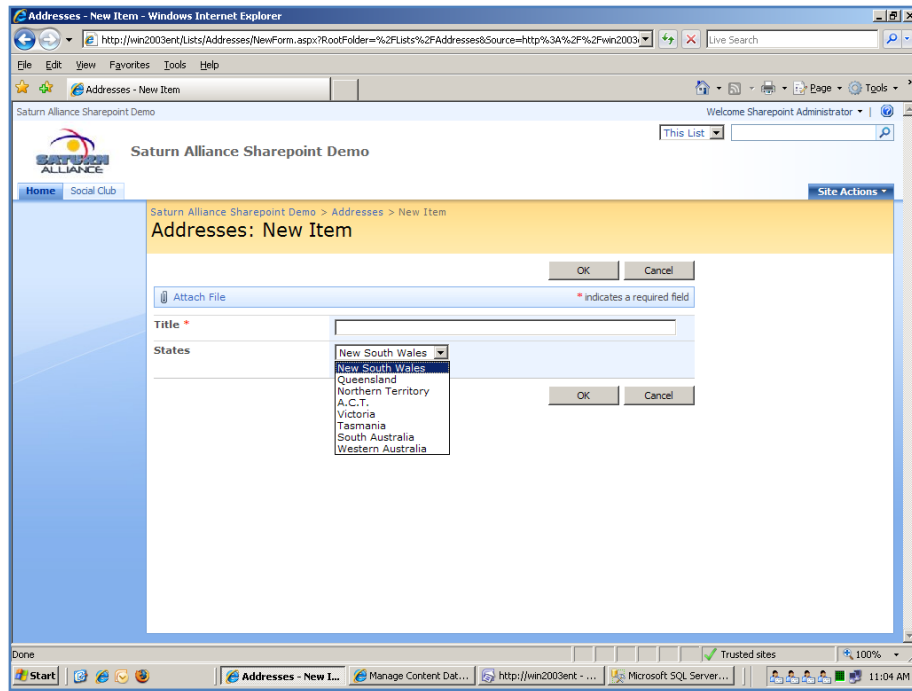 Addresses - New Item - Windows Internet Explorer
http://win2003ent/Lists/Addresses/NewForm.aspx?RootFolder=%2FLists%2FAddresses&Source=http%3A%2F%2Fwin2003
Live Search
File Edit View Favorites Tools Help
Addresses - New Item
Page Tools
Saturn Alliance Sharepoint Demo
Welcome Sharepoint Administrator
This List
SATURN
ALLIANCE
Saturn Alliance Sharepoint Demo
Home Social Club
Site Actions
Saturn Alliance Sharepoint Demo > Addresses > New Item
Addresses: New Item
OK Cancel
Attach File
* indicates a required field
Title *
States
New South Wales
New South Wales
Queensland
Northern Territory
A.C.T.
Victoria
Tasmania
South Australia
Western Australia
OK Cancel
Done
Trusted sites
100%
Start
Addresses - New I...
Manage Content Dat...
http://win2003ent - ...
Microsoft SQL Server...
11:04 AM